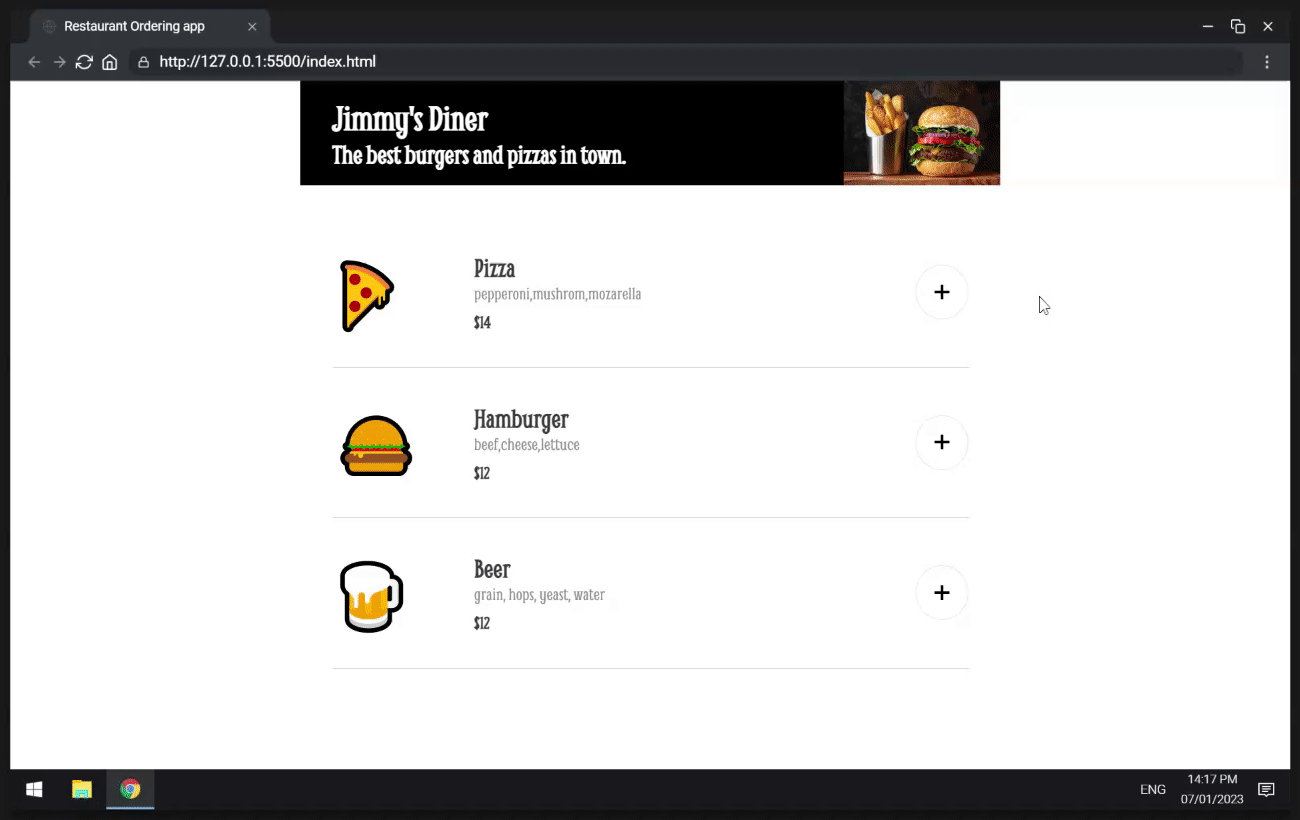 Restaurant Ordering app
http://127.0.0.1:5500/index.html
Jimmy's Diner
The best burgers and pizzas in town.
Pizza
pepperoni,mushrom,mozarella
$14
Hamburger
beef,cheese,lettuce
$12
Beer
grain, hops, yeast, water
$12
ENG
14:17 PM
07/01/2023